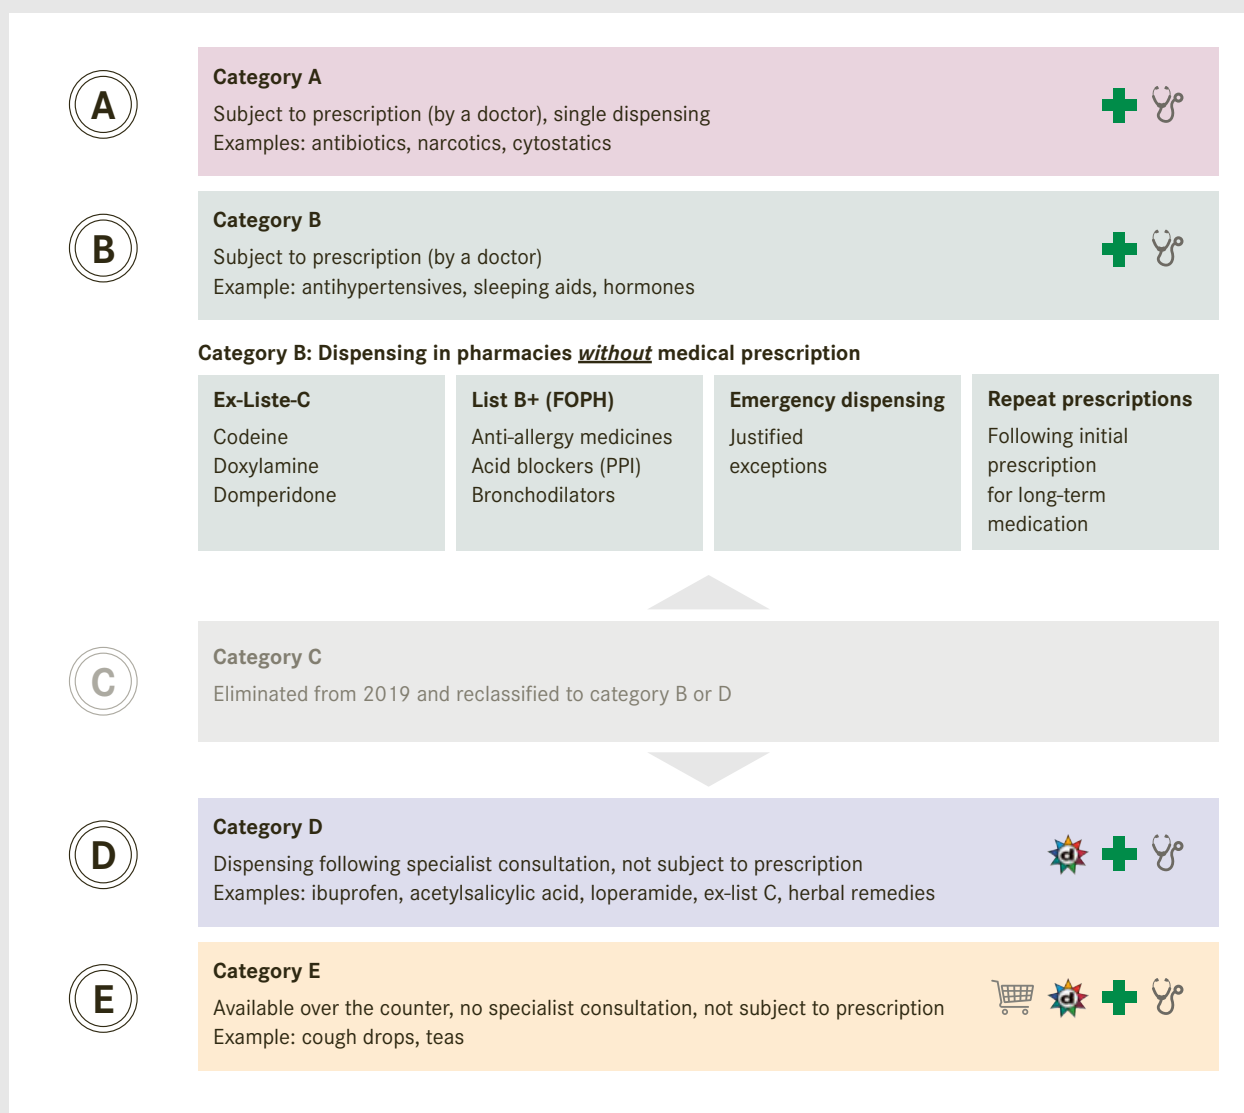 A
Category A
Subject to prescription (by a doctor), single dispensing
Examples: antibiotics, narcotics, cytostatics
B
Category B
Subject to prescription (by a doctor)
Example: antihypertensives, sleeping aids, hormones
Category B: Dispensing in pharmacies without medical prescription
Ex-Liste-C
Codeine
Doxylamine
Domperidone
List B+ (FOPH)
Anti-allergy medicines
Acid blockers (PPI)
Bronchodilators
Emergency dispensing
Justified
exceptions
Repeat prescriptions
Following initial
prescription
for long-term
medication
C
Category C
Eliminated from 2019 and reclassified to category B or D
D
Category D
Dispensing following specialist consultation, not subject to prescription
Examples: ibuprofen, acetylsalicylic acid, loperamide, ex-list C, herbal remedies
d
E
Category E
Available over the counter, no specialist consultation, not subject to prescription
Example: cough drops, teas
d